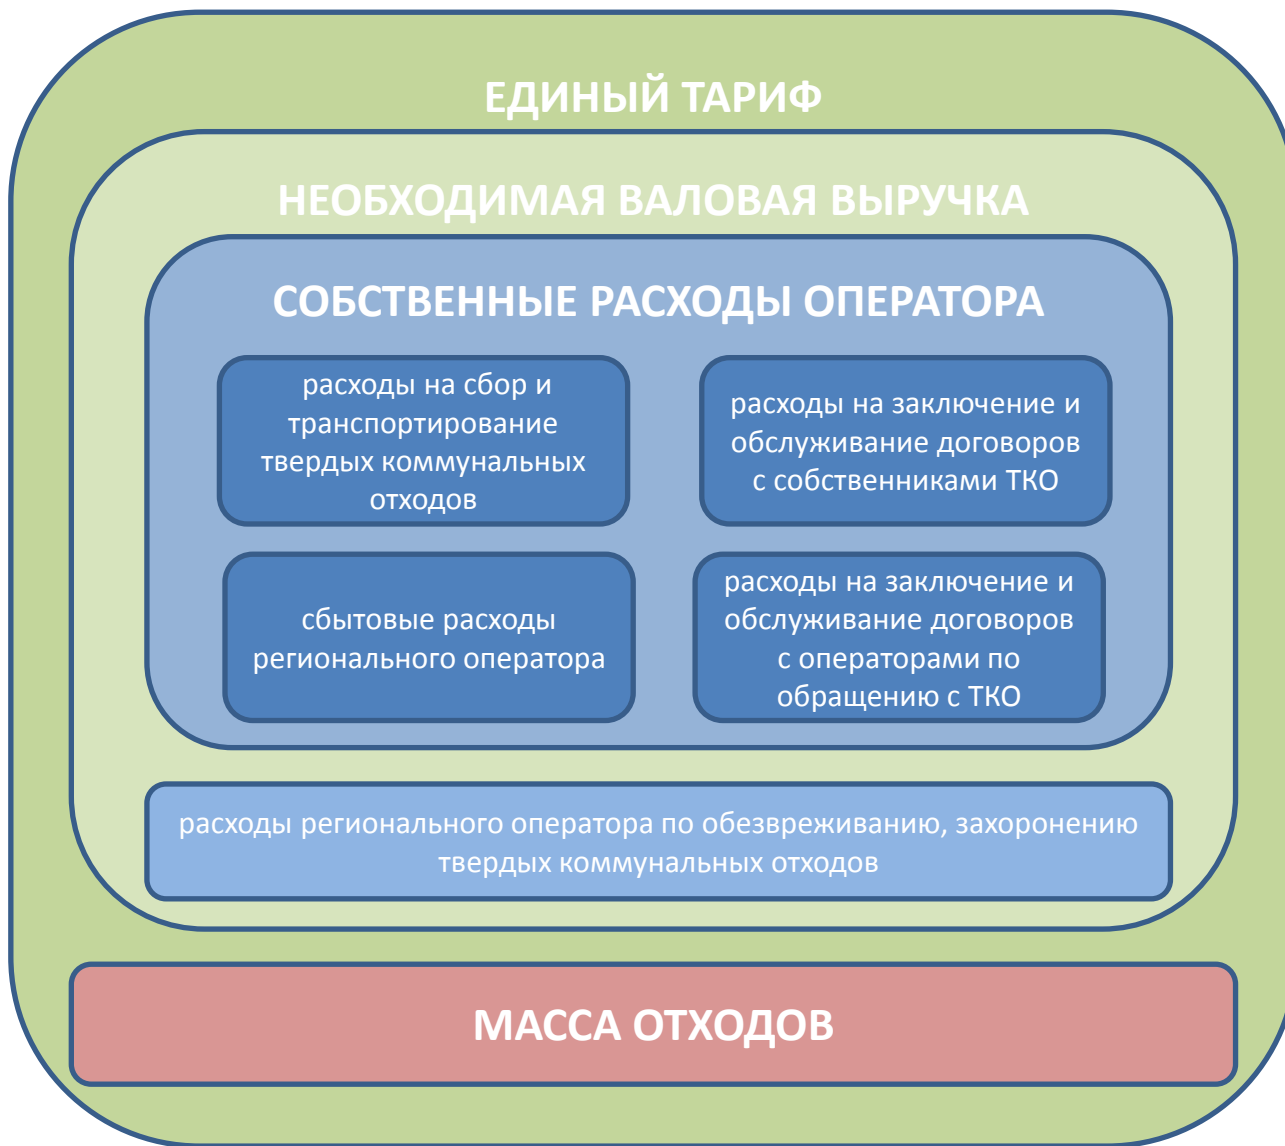 ЕДИНЫЙ ТАРИФ
НЕОБХОДИМАЯ ВАЛОВАЯ ВЫРУЧКА
СОБСТВЕННЫЕ РАСХОДЫ ОПЕРАТОРА
расходы на сбор и
транспортирование
твердых коммунальных
отходов
расходы на заключение и
обслуживание договоров
с собственниками ТКО
сбытовые расходы
регионального оператора
расходы на заключение и
обслуживание договоров
с операторами по
обращению с ТКО
расходы регионального оператора по обезвреживанию, захоронению
твердых коммунальных отходов
МАССА ОТХОДОВ